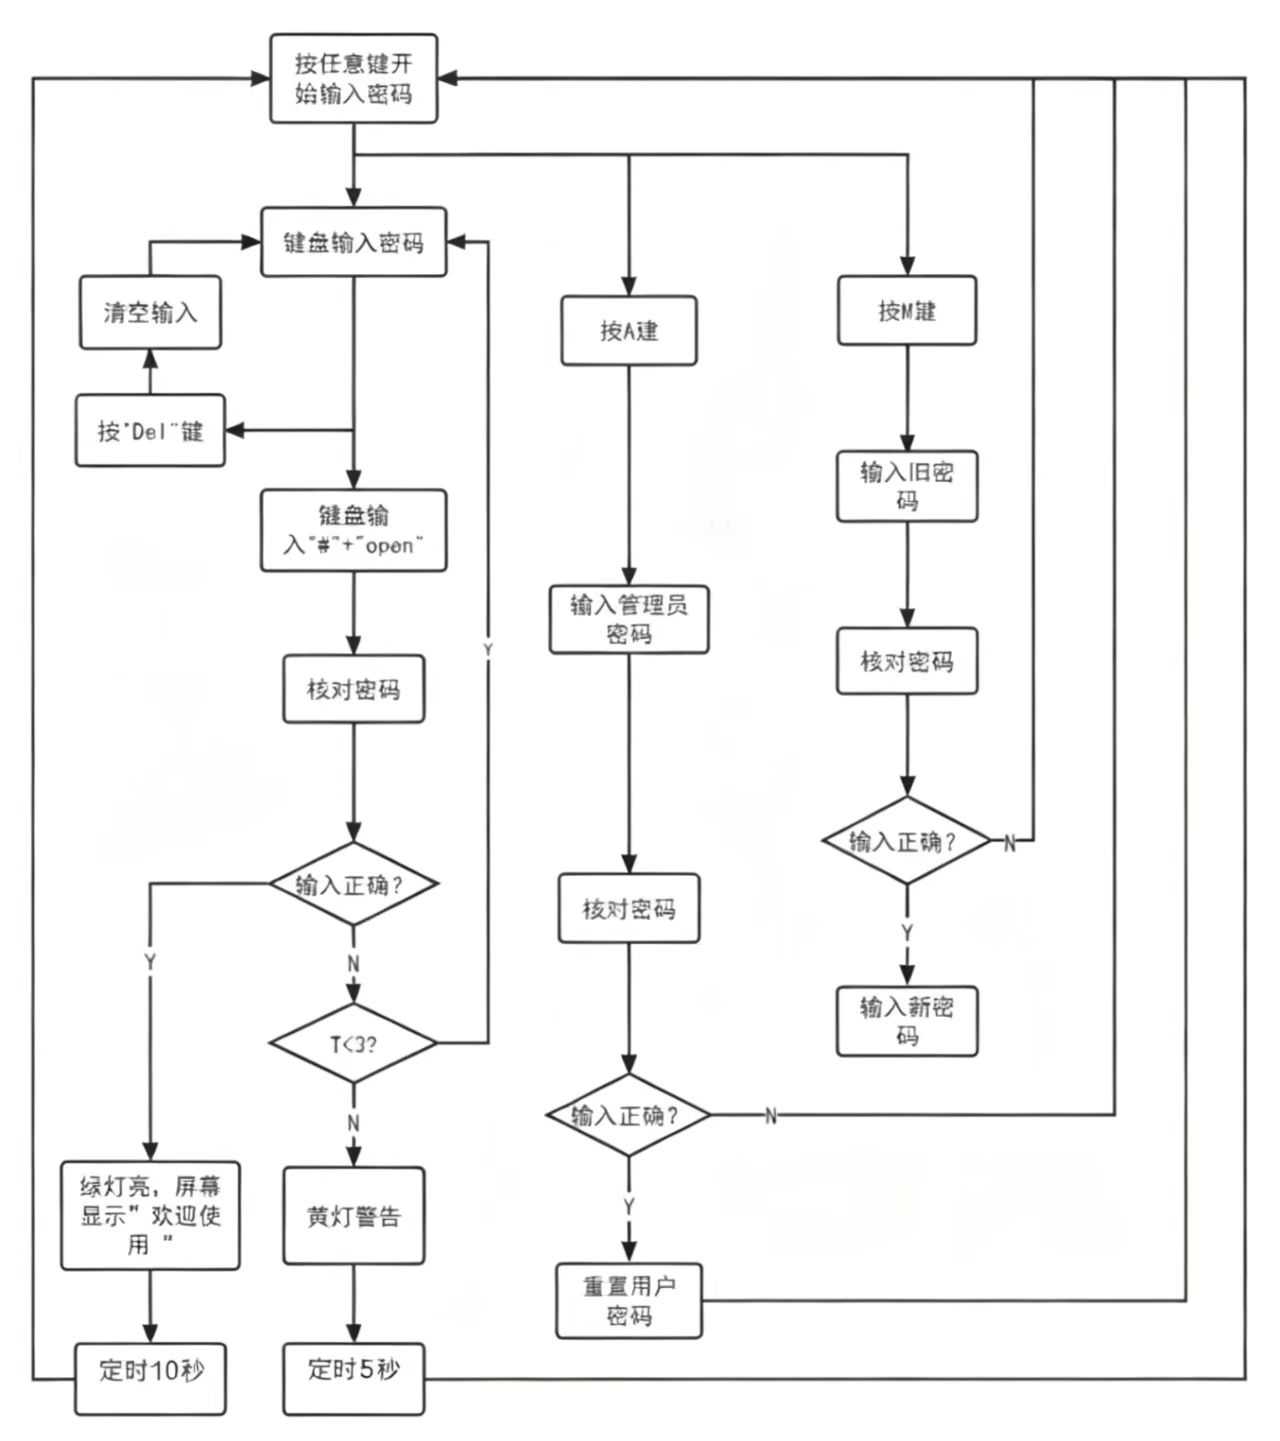 按任意键开
始输入密码
键盘输入密码
清空输入
按"Del"键
键盘输
入"#"+"open"
核对密码
输入正确？
Y
N
T<3?
Y
N
绿灯亮，屏幕
显示" 欢迎使
用 "
定时10秒
黄灯警告
定时5秒
按A建
输入管理员
密码
核对密码
输入正确？
N
Y
重置用户
密码
按M键
输入旧密
码
核对密码
输入正确？
N
Y
输入新密
码